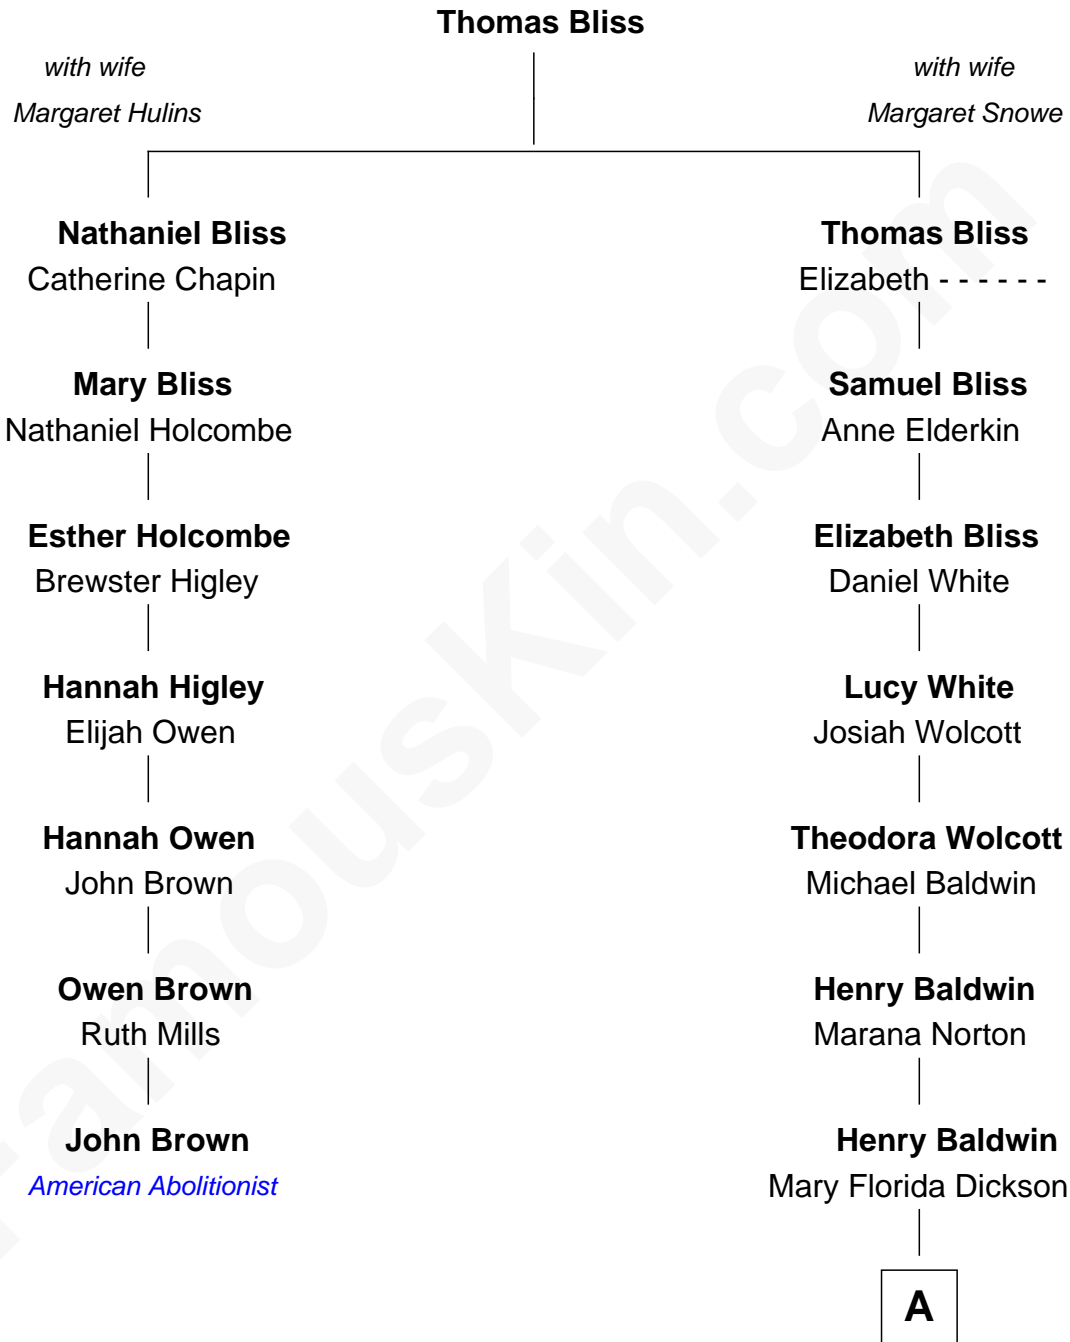 Thomas Bliss
with wife
Margaret Hulins
with wife
Margaret Snowe
Nathaniel Bliss
Catherine Chapin
Thomas Bliss
Elizabeth - - - - - -
Mary Bliss
Nathaniel Holcombe
Samuel Bliss
Anne Elderkin
Esther Holcombe
Brewster Higley
Elizabeth Bliss
Daniel White
Hannah Higley
Elijah Owen
Lucy White
Josiah Wolcott
Hannah Owen
John Brown
Theodora Wolcott
Michael Baldwin
Owen Brown
Ruth Mills
Henry Baldwin
Marana Norton
John Brown
American Abolitionist
Henry Baldwin
Mary Florida Dickson
A
FamousKin.com